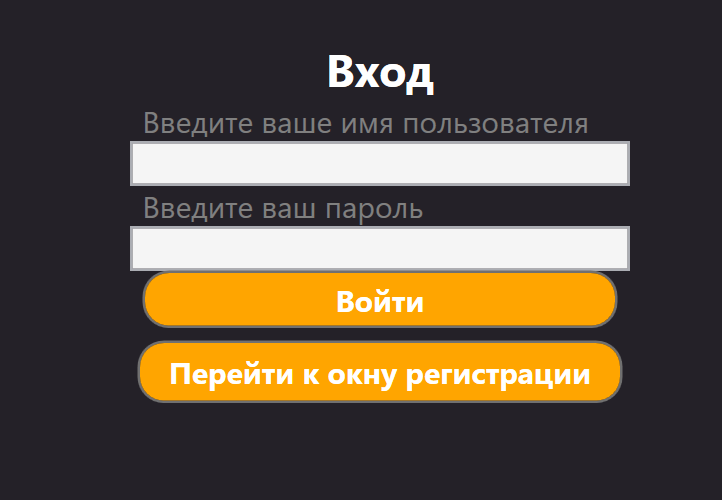 Вход
Введите ваше имя пользователя
Введите ваш пароль
Войти
Перейти к окну регистрации